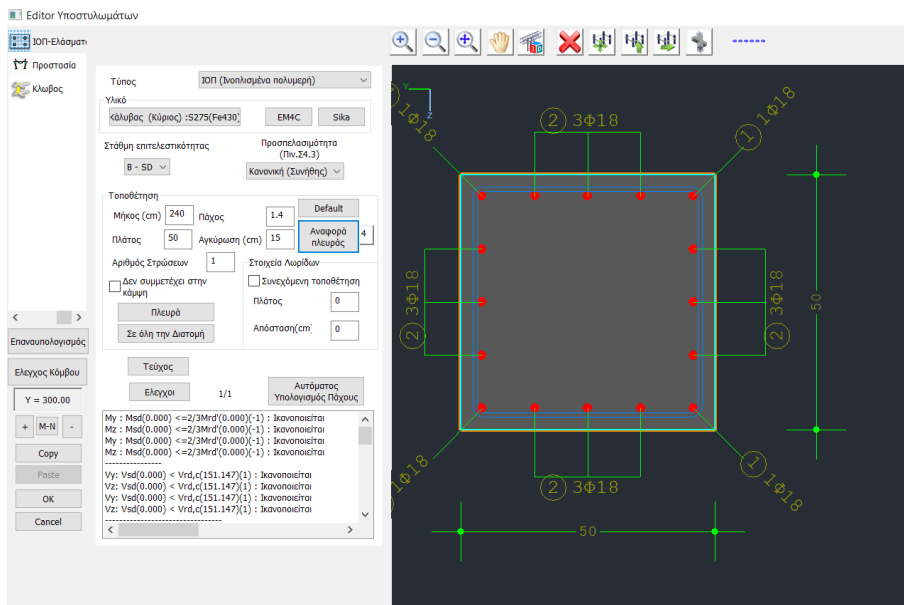 Editor Υποστυλωμάτων
ΙΟΠ-Ελάσματ
Προστασία
Κλωβος
Τύπος
ΙΟΠ (Ινοπλισμένα πολυμερή)
Υλικό
Κάλυβας (Κύριος) :S275(Fe430)
EM4C
Sika
Στάθμη επιτελεστικότητας
Προσπελασιμότητα
(Πιν.Σ4.3)
B - SD
Κανονική (Συνήθης)
Τοποθέτηση
Μήκος (cm)
240
Πάχος
1.4
Default
Πλάτος
50
Αγκύρωση (cm)
15
Αναφορά
πλευράς
4
Αριθμός Στρώσεων
1
Στοιχεία Λωρίδων
Δεν συμμετέχει στην
κάμψη
Συνεχόμενη τοποθέτηση
Πλευρά
Πλάτος
0
Σε όλη την Διατομή
Απόσταση(cm)
0
Τεύχος
Ελεγχοι
1/1
Αυτόματος
Υπολογισμός Πάχους
My : Msd(0.000) <=2/3Mrd'(0.000)(-1) : Ικανοποιείται
Mz : Msd(0.000) <=2/3Mrd'(0.000)(-1) : Ικανοποιείται
My : Msd(0.000) <=2/3Mrd'(0.000)(-1) : Ικανοποιείται
Mz : Msd(0.000) <=2/3Mrd'(0.000)(-1) : Ικανοποιείται
----------------
Vy: Vsd(0.000) < Vrd,c(151.147)(1) : Ικανοποιείται
Vz: Vsd(0.000) < Vrd,c(151.147)(1) : Ικανοποιείται
Vy: Vsd(0.000) < Vrd,c(151.147)(1) : Ικανοποιείται
Vz: Vsd(0.000) < Vrd,c(151.147)(1) : Ικανοποιείται
--------------------------------
Επαναυπολογισμός
Ελεγχος Κόμβου
Y = 300.00
+
M-N
-
Copy
Paste
OK
Cancel
Y
Z
1Φ18
2 3Φ18
1 1Φ18
2 3Φ18
2 3Φ18
50
1Φ18
2 3Φ18
1 1Φ18
50